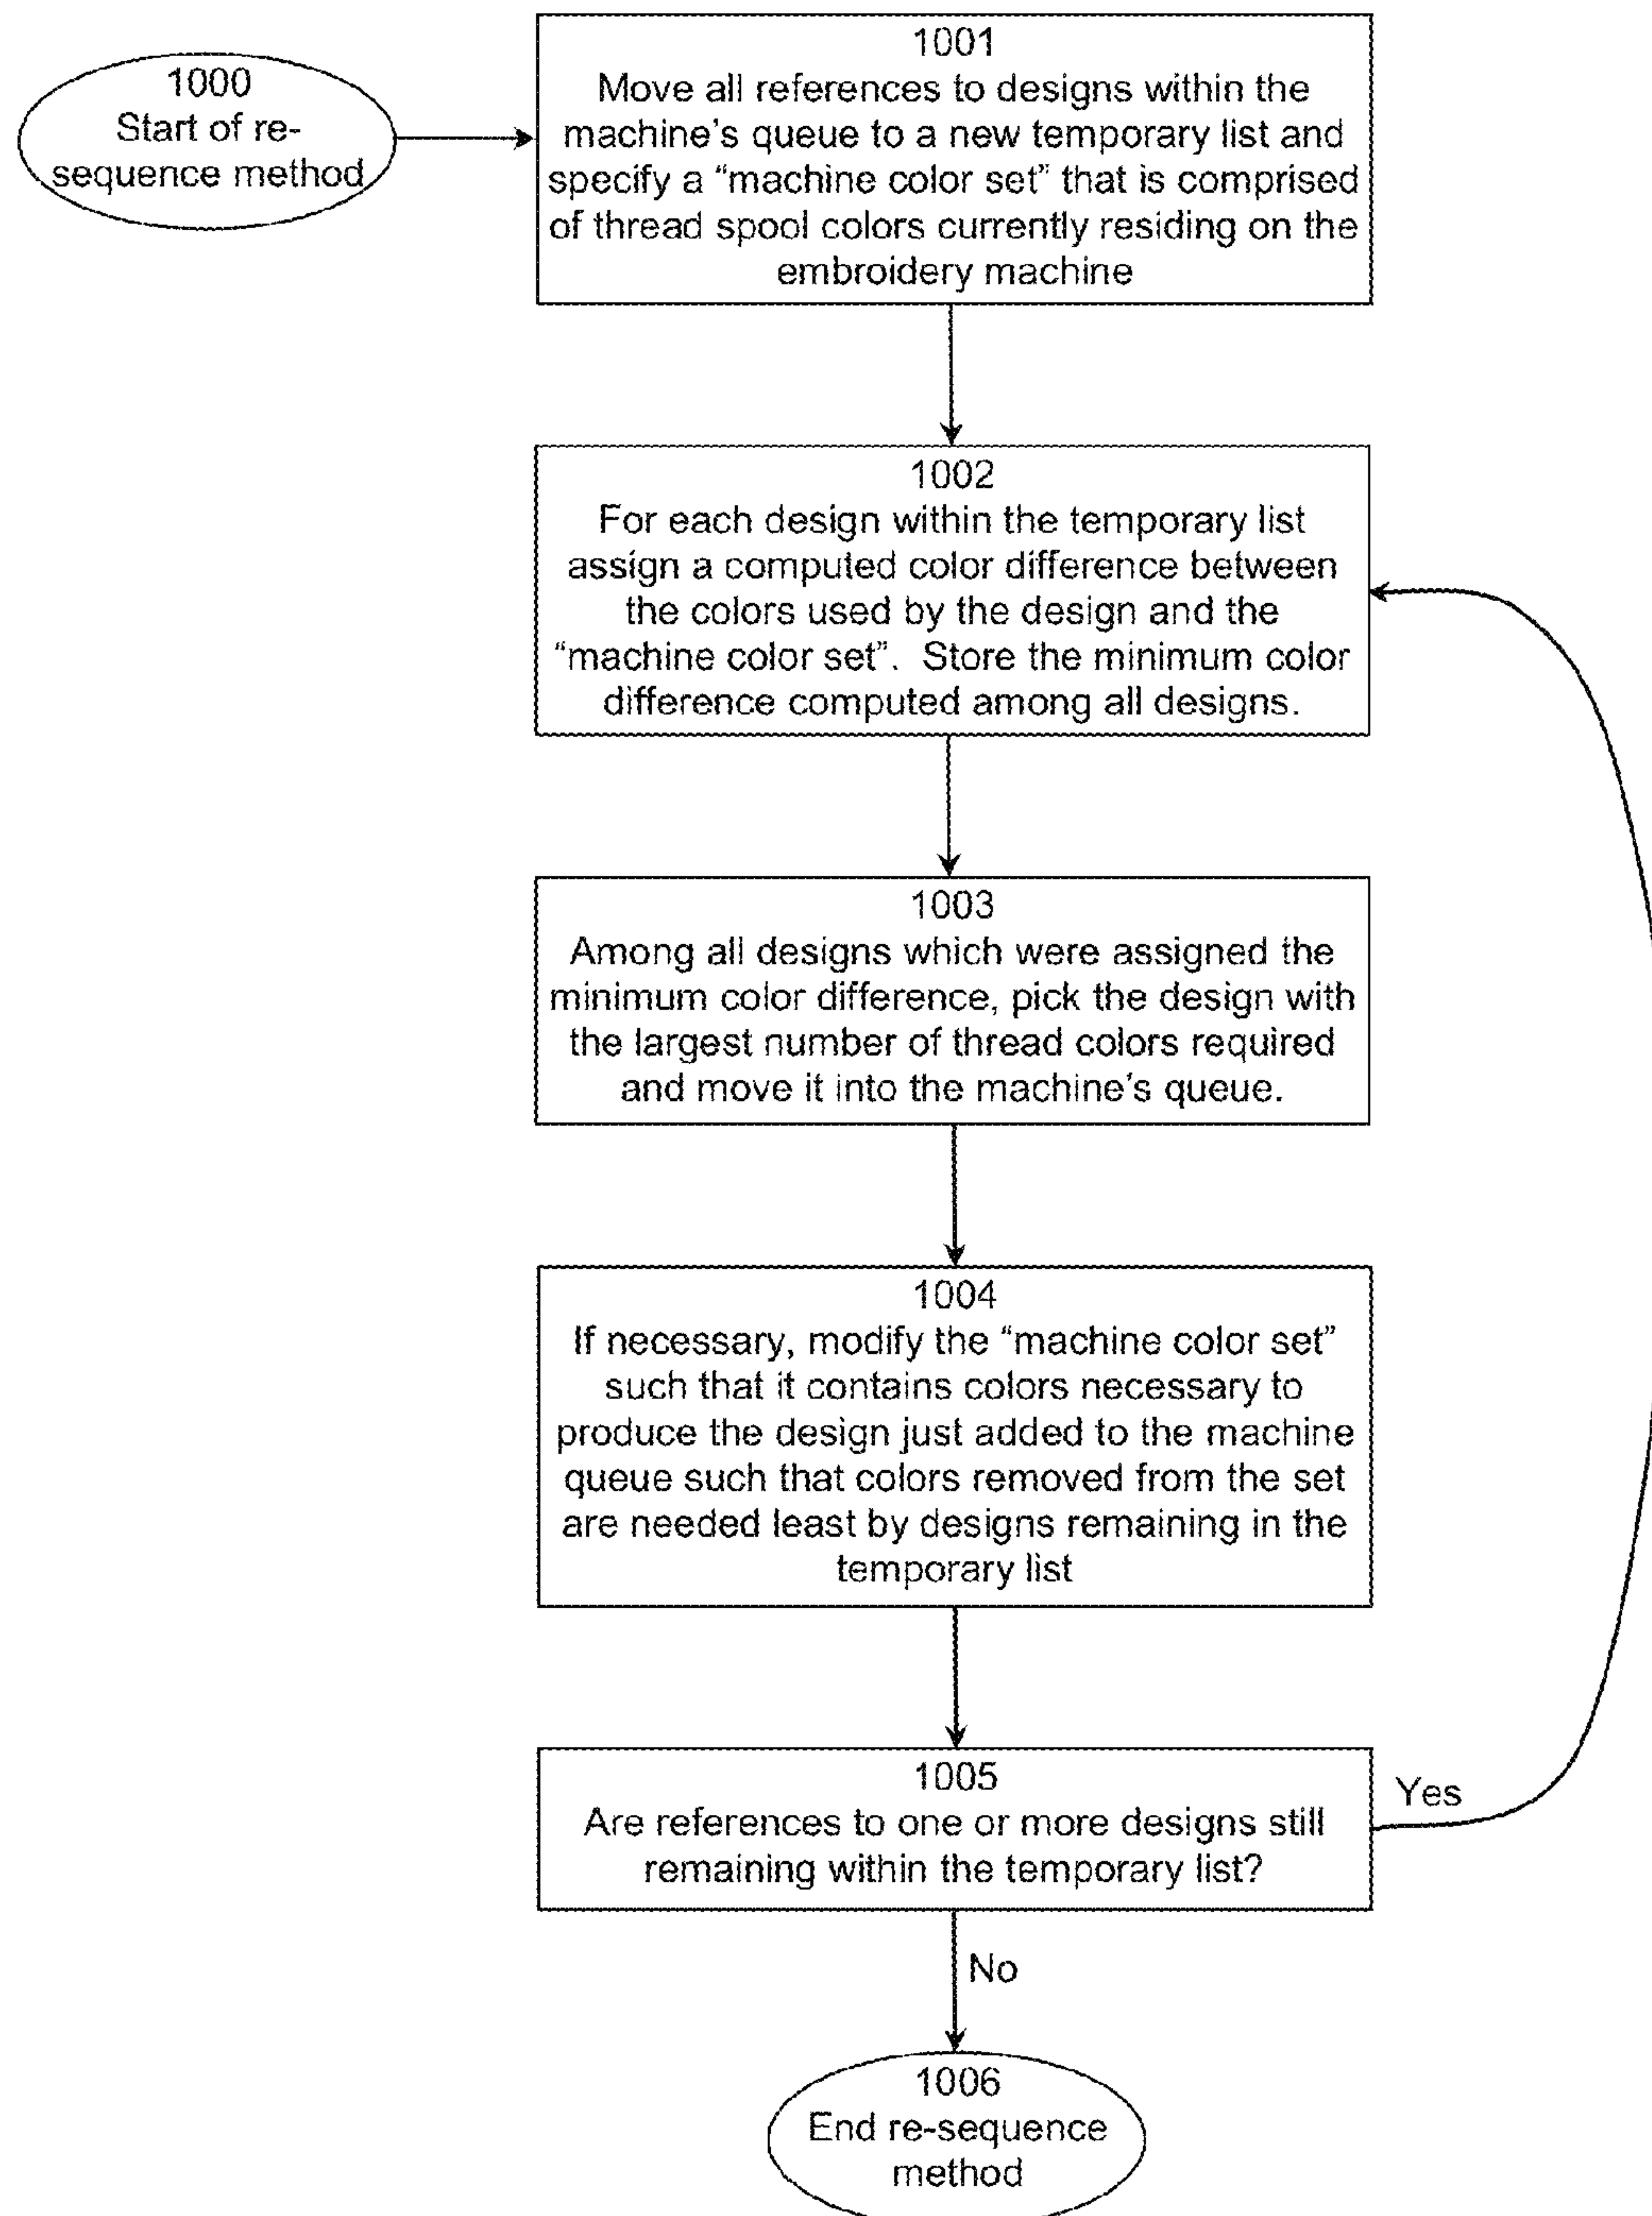 1000
Start of re-
sequence method
1001
Move all references to designs within the
machine's queue to a new temporary list and
specify a “machine color set” that is comprised
of thread spool colors currently residing on the
embroidery machine
1002
For each design within the temporary list
assign a computed color difference between
the colors used by the design and the
“machine color set”.  Store the minimum color
difference computed among all designs.
1003
Among all designs which were assigned the
minimum color difference, pick the design with
the largest number of thread colors required
and move it into the machine's queue.
1004
If necessary, modify the “machine color set”
such that it contains colors necessary to
produce the design just added to the machine
queue such that colors removed from the set
are needed least by designs remaining in the
temporary list
1005
Are references to one or more designs still
remaining within the temporary list?
Yes
No
1006
End re-sequence
method